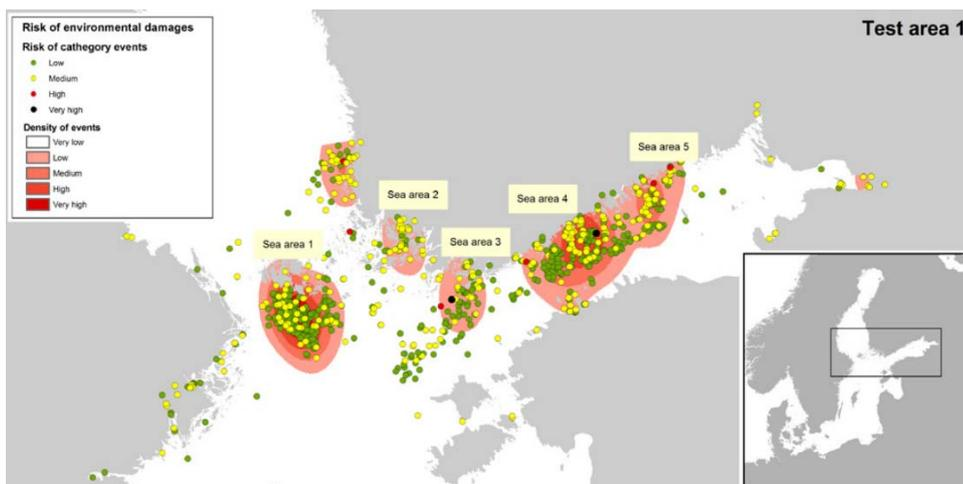 Test area 1
Risk of environmental damages
Risk of cathegory events
Low
Medium
High
Very high
Density of events
Very low
Low
Medium
High
Very high
Sea area 1
Sea area 2
Sea area 3
Sea area 4
Sea area 5